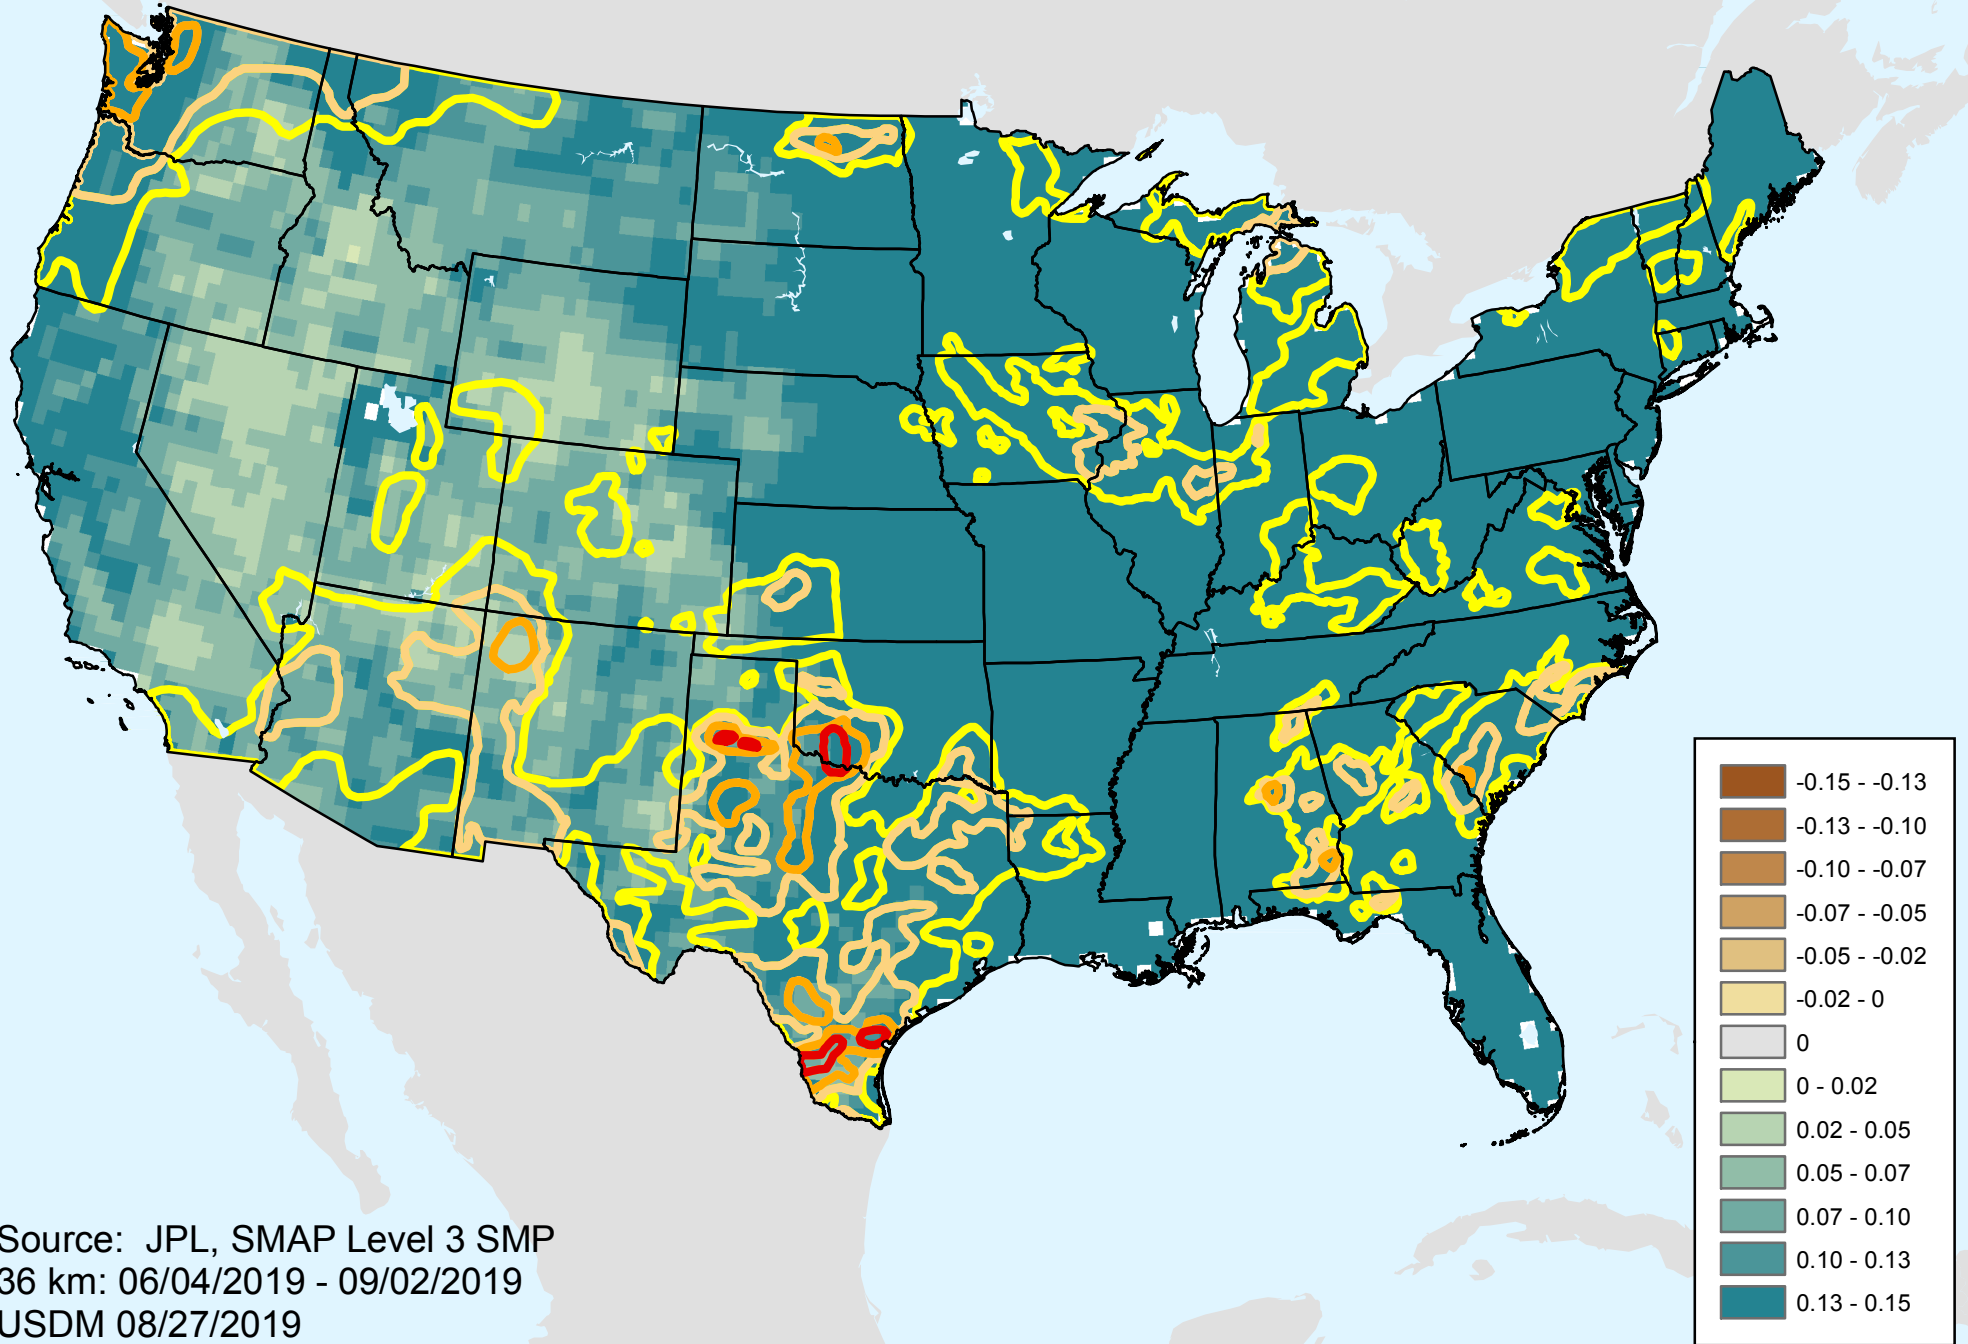 -0.15 - -0.13
-0.13 - -0.10
-0.10 - -0.07
-0.07 - -0.05
-0.05 - -0.02
-0.02 - 0
0
0 - 0.02
0.02 - 0.05
0.05 - 0.07
0.07 - 0.10
0.10 - 0.13
0.13 - 0.15
Source: JPL, SMAP Level 3 SMP
36 km: 06/04/2019 - 09/02/2019
USDM 08/27/2019